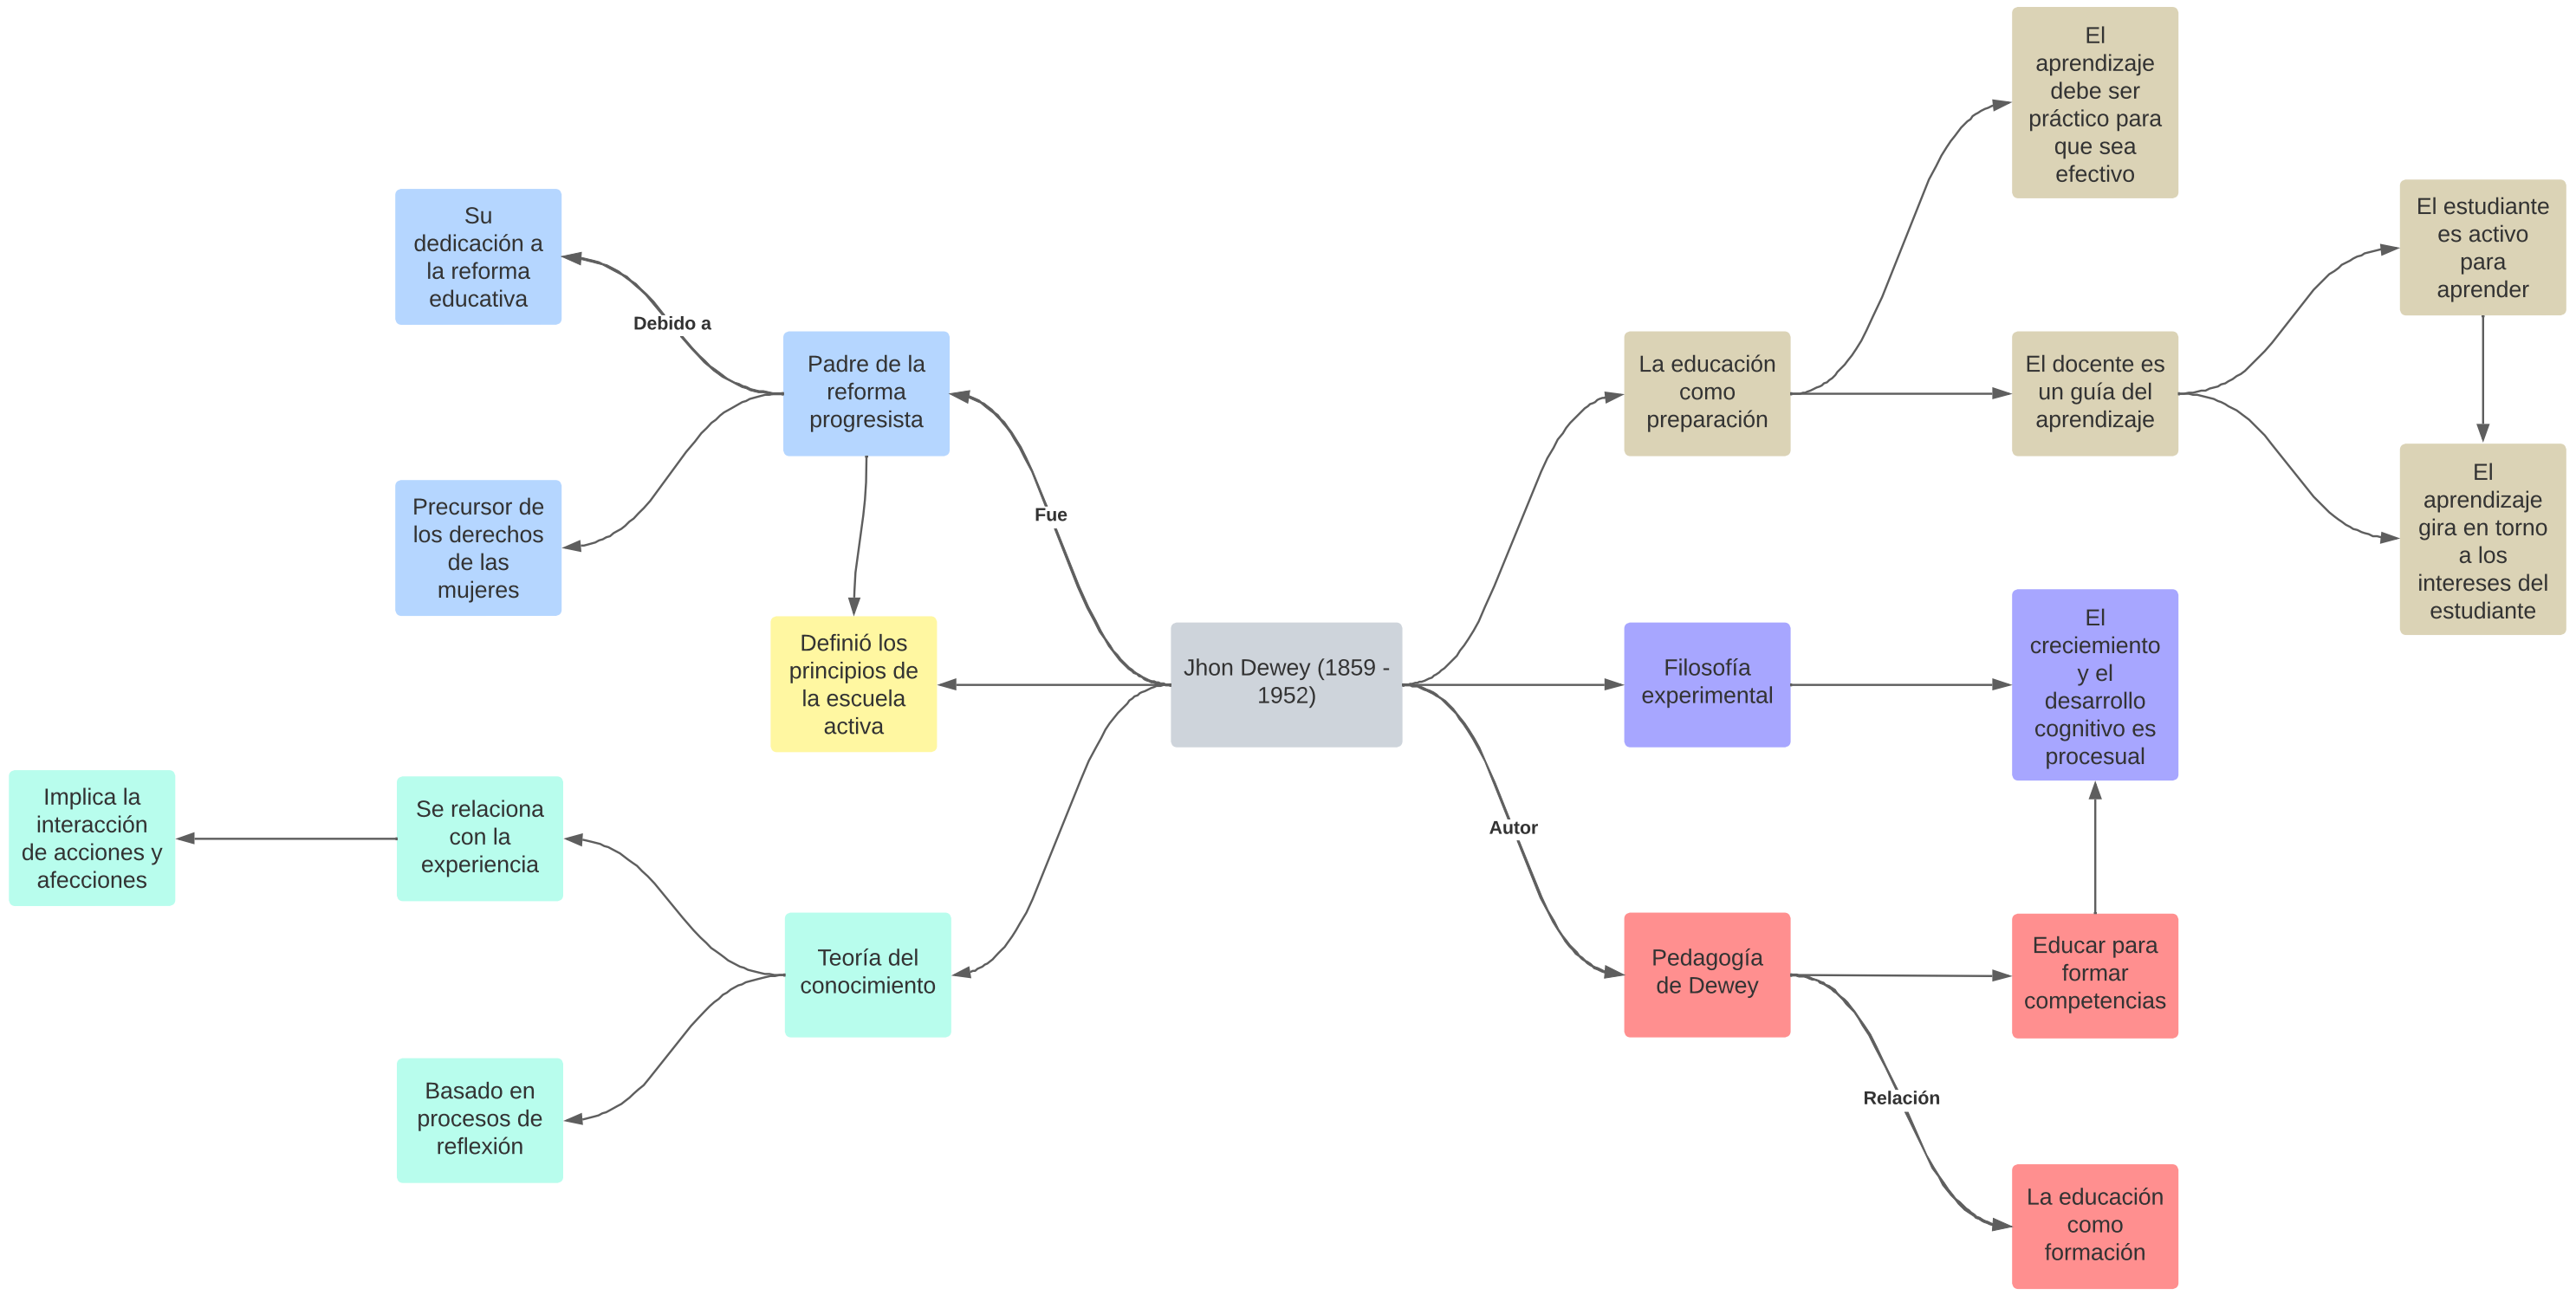 El
aprendizaje
debe ser
práctico para
que sea
efectivo
Su
dedicación a
la reforma
educativa
El estudiante
es activo
para
aprender
Debido a
Padre de la
reforma
progresista
La educación
como
preparación
El docente es
un guía del
aprendizaje
Precursor de
los derechos
de las
mujeres
Fue
El
aprendizaje
gira en torno
a los
intereses del
estudiante
Definió los
principios de
la escuela
activa
Jhon Dewey (1859 -
1952)
Filosofía
experimental
El
creciemiento
y el
desarrollo
cognitivo es
procesual
Implica la
interacción
de acciones y
afecciones
Se relaciona
con la
experiencia
Autor
Teoría del
conocimiento
Pedagogía
de Dewey
Educar para
formar
competencias
Basado en
procesos de
reflexión
Relación
La educación
como
formación